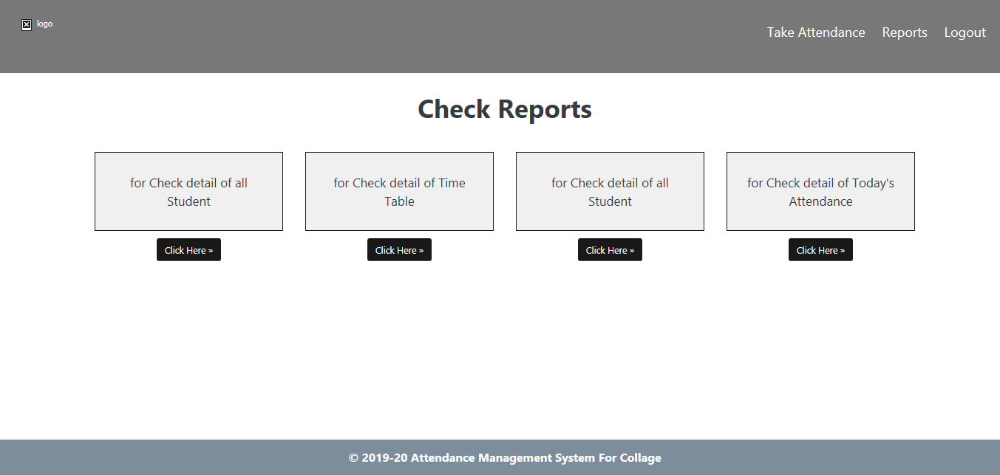 logo
Take Attendance Reports Logout
Check Reports
for Check detail of all
Student
Click Here »
for Check detail of Time
Table
Click Here »
for Check detail of all
Student
Click Here »
for Check detail of Today's
Attendance
Click Here »
© 2019-20 Attendance Management System For Collage